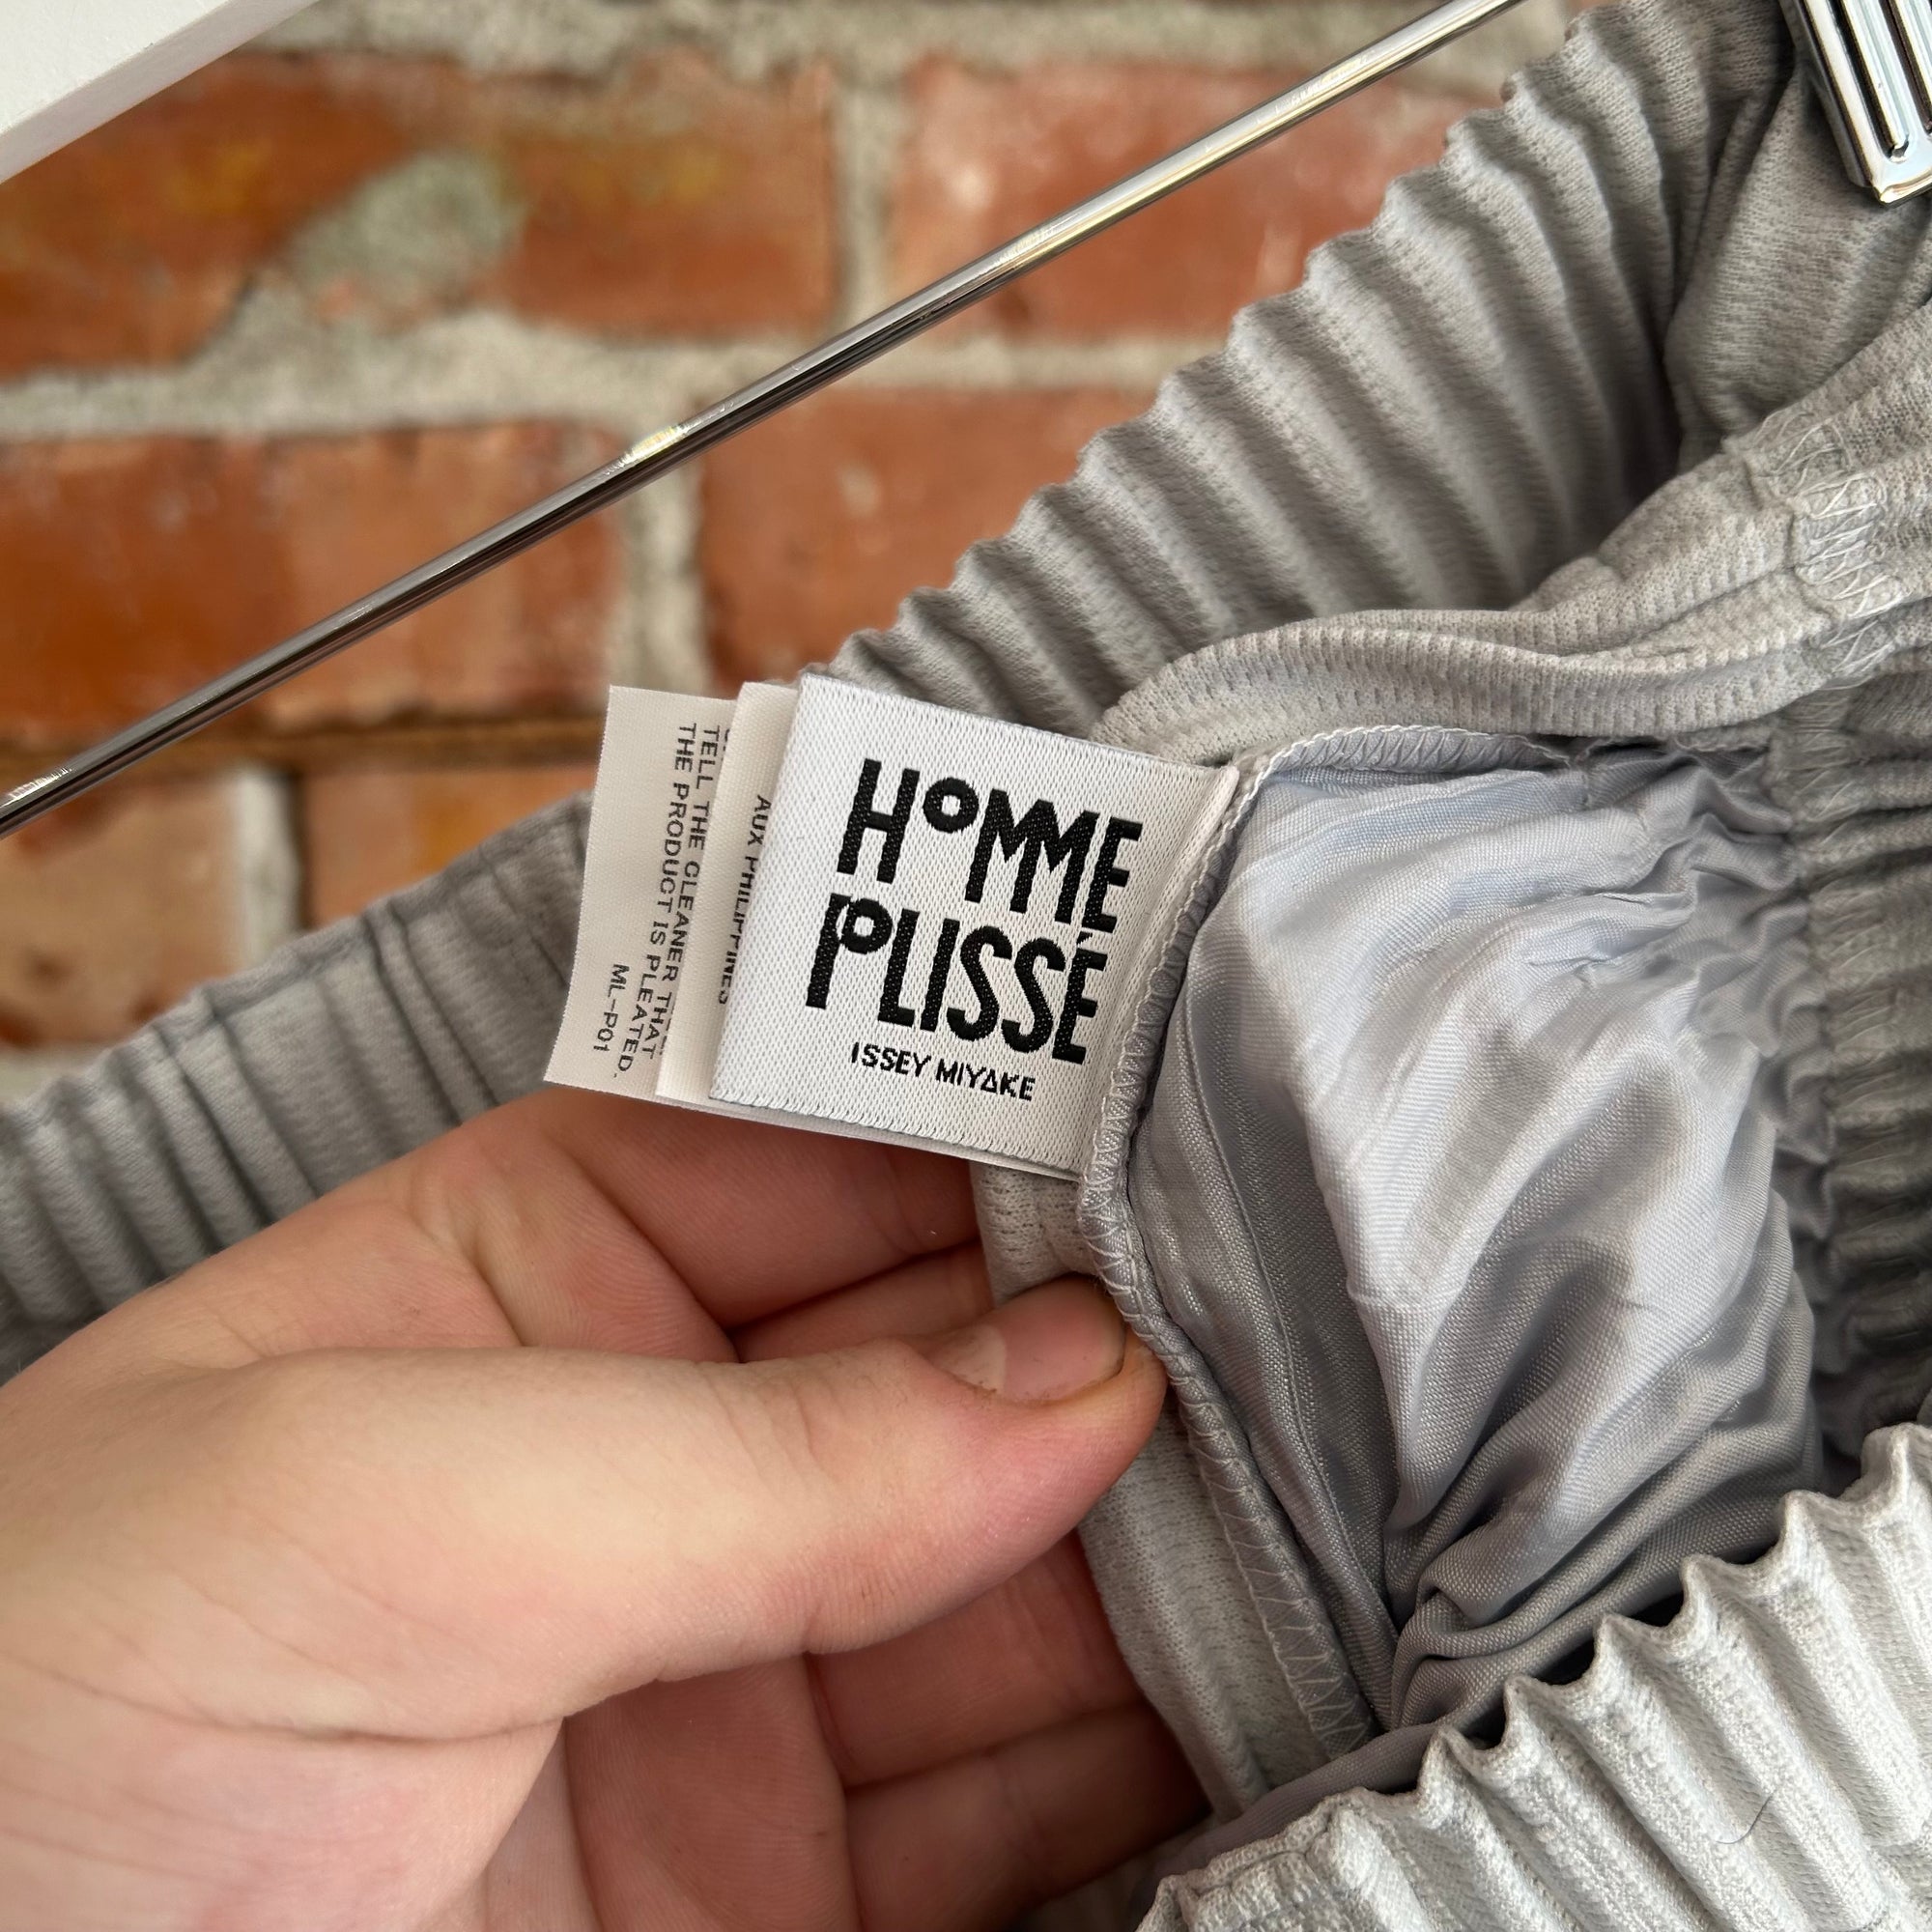 HOMME
PLISSÉ
ISSEY MIYAKE
AUX PHILIPPINES
TELL THE CLEANER THAT
THE PRODUCT IS PLEATED.
ML-P01